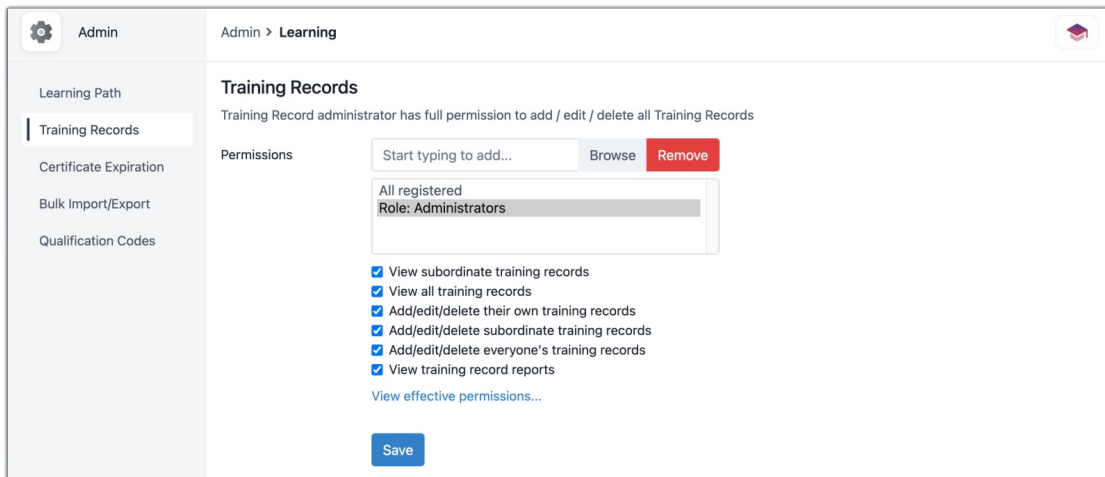 Admin
Admin > Learning
Learning Path
Training Records
Certificate Expiration
Bulk Import/Export
Qualification Codes
Training Records
Training Record administrator has full permission to add / edit / delete all Training Records
Permissions
Start typing to add...
Browse
Remove
All registered
Role: Administrators
View subordinate training records
View all training records
Add/edit/delete their own training records
Add/edit/delete subordinate training records
Add/edit/delete everyone's training records
View training record reports
View effective permissions...
Save